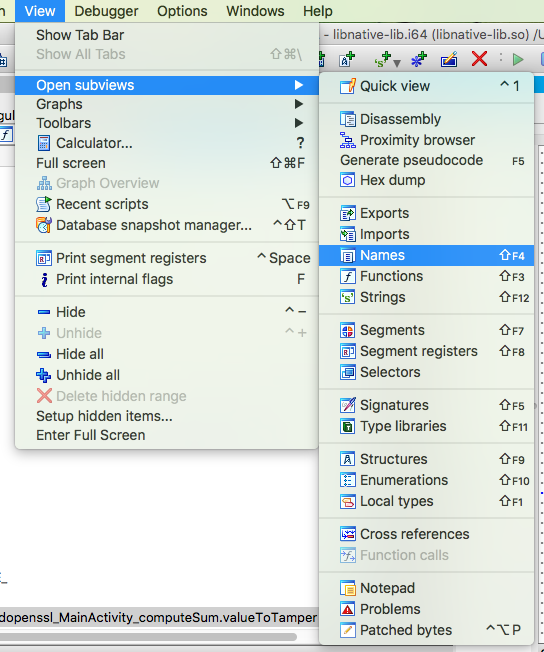 View Debugger Options Windows Help
- libnative-lib.i64 (libnative-lib.so) /U
Show Tab Bar
Show All Tabs ⇧⌘\
Open subviews ▶
Graphs ▶
Toolbars ▶
Calculator... ?
Full screen ⇧⌘F
Graph Overview
Recent scripts ⌥F9
Database snapshot manager... ^⇧T
Print segment registers ^Space
Print internal flags F
Hide ^−
Unhide ^+
Hide all
Unhide all
Delete hidden range
Setup hidden items...
Enter Full Screen
Quick view ^1
Disassembly
Proximity browser
Generate pseudocode F5
Hex dump
Exports
Imports
Names ⇧F4
Functions ⇧F3
Strings ⇧F12
Segments ⇧F7
Segment registers ⇧F8
Selectors
Signatures ⇧F5
Type libraries ⇧F11
Structures ⇧F9
Enumerations ⇧F10
Local types ⇧F1
Cross references
Function calls
Notepad
Problems
Patched bytes ^⌥P
gul
dopenssl_MainActivity_computeSum.valueToTamper